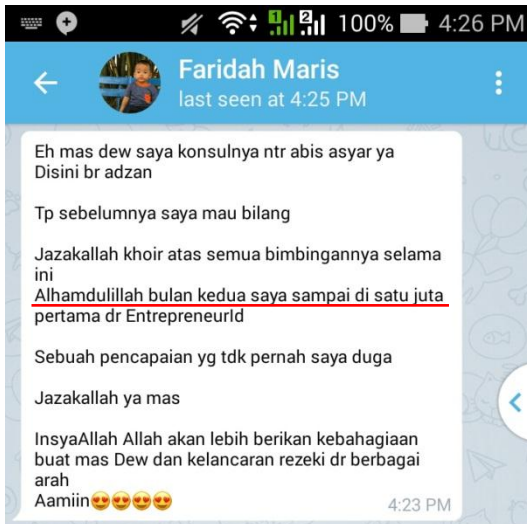 100% 4:26 PM
Faridah Maris
last seen at 4:25 PM
Eh mas dew saya konsulnya ntr abis asyar ya
Disini br adzan
Tp sebelumnya saya mau bilang
Jazakallah khoir atas semua bimbingannya selama
ini
Alhamdulillah bulan kedua saya sampai di satu juta
pertama dr EntrepreneurId
Sebuah pencapaian yg tdk pernah saya duga
Jazakallah ya mas
InsyaAllah Allah akan lebih berikan kebahagiaan
buat mas Dew dan kelancaran rezeki dr berbagai
arah
Aamiin😍😍😍😍
4:23 PM